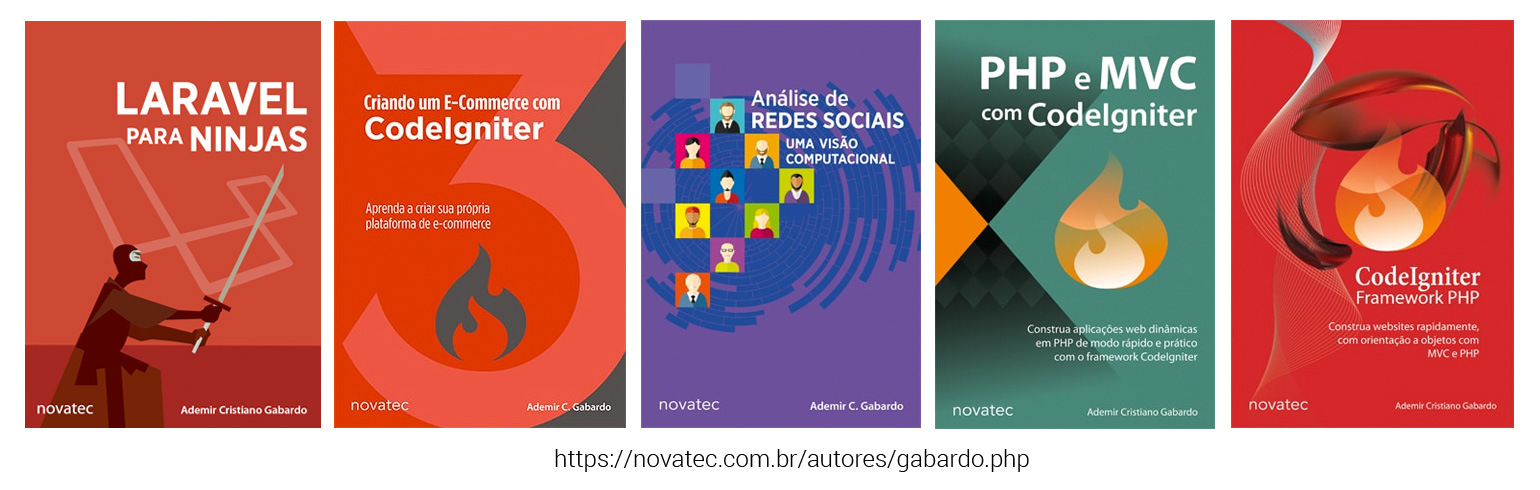 LARAVEL
PARA NINJAS
novatec
Ademir Cristiano Gabardo
Criando um E-Commerce com
CodeIgniter
Aprenda a criar sua própria
plataforma de e-commerce
novatec
Ademir C. Gabardo
Análise de
REDES SOCIAIS
UMA VISÃO
COMPUTACIONAL
novatec
Ademir C. Gabardo
PHP e MVC
com CodeIgniter
Construa aplicações web dinâmicas
em PHP de modo rápido e prático
com o framework CodeIgniter
novatec
Ademir Cristiano Gabardo
CodeIgniter
Framework PHP
Construa websites rapidamente,
com orientação a objetos com
MVC e PHP
novatec
Ademir Cristiano Gabardo
https://novatec.com.br/autores/gabardo.php